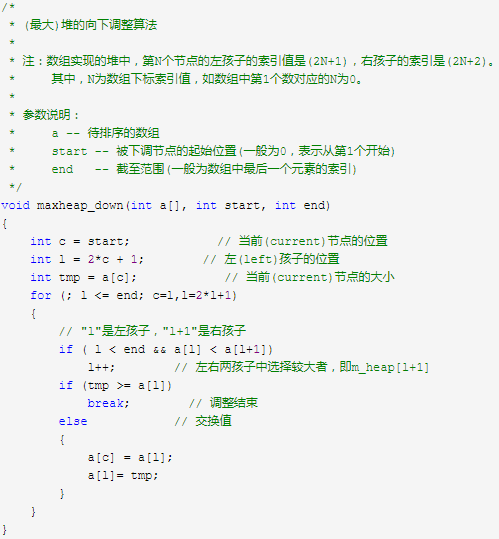 /*
 * (最大)堆的向下调整算法
 *
 * 注：数组实现的堆中，第N个节点的左孩子的索引值是(2N+1)，右孩子的索引是(2N+2)。
 *     其中，N为数组下标索引值，如数组中第1个数对应的N为0。
 *
 * 参数说明：
 *     a -- 待排序的数组
 *     start -- 被下调节点的起始位置(一般为0，表示从第1个开始)
 *     end   -- 截至范围(一般为数组中最后一个元素的索引)
 */
void maxheap_down(int a[], int start, int end)
{
    int c = start;            // 当前(current)节点的位置
    int l = 2*c + 1;        // 左(left)孩子的位置
    int tmp = a[c];            // 当前(current)节点的大小
    for (; l <= end; c=l,l=2*l+1)
    {
        // "l"是左孩子，"l+1"是右孩子
        if ( l < end && a[l] < a[l+1])
            l++;        // 左右两孩子中选择较大者，即m_heap[l+1]
        if (tmp >= a[l])
            break;        // 调整结束
        else            // 交换值
        {
            a[c] = a[l];
            a[l]= tmp;
        }
    }
}